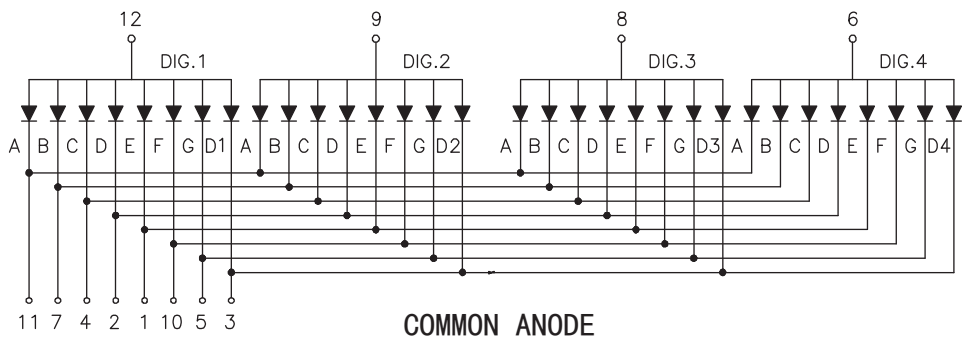 12 9 8 6
DIG.1 DIG.2 DIG.3 DIG.4
A B C D E F G D1 A B C D E F G D2 A B C D E F G D3 A B C D E F G D4
11 7 4 2 1 10 5 3
COMMON ANODE